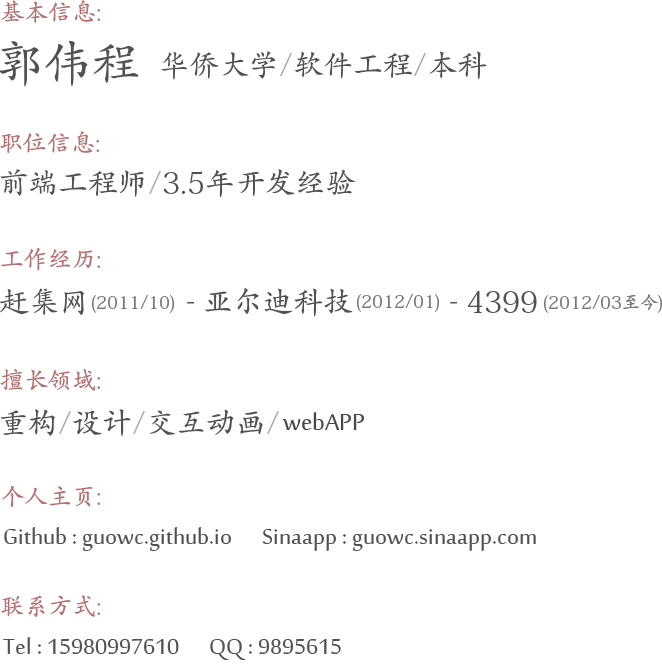 基本信息:
郭伟程 华侨大学/软件工程/本科
职位信息:
前端工程师/3.5年开发经验
工作经历:
赶集网(2011/10) - 亚尔迪科技(2012/01) - 4399(2012/03至今)
擅长领域:
重构/设计/交互动画/webAPP
个人主页:
Github : guowc.github.io Sinaapp : guowc.sinaapp.com
联系方式:
Tel : 15980997610 QQ : 9895615